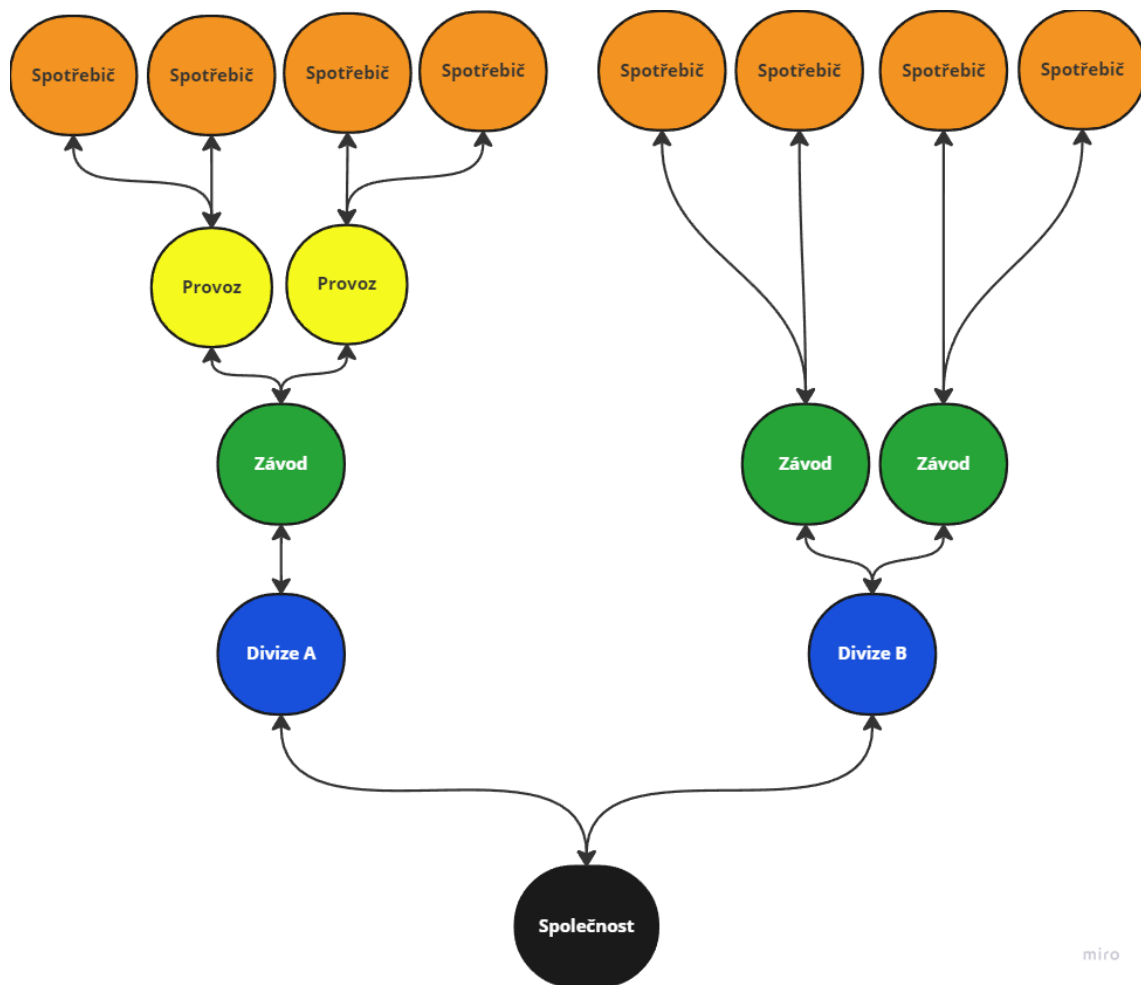 Spotřebič
Spotřebič
Spotřebič
Spotřebič
Spotřebič
Spotřebič
Spotřebič
Spotřebič
Provoz
Provoz
Závod
Závod
Závod
Divize A
Divize B
Společnost
miro